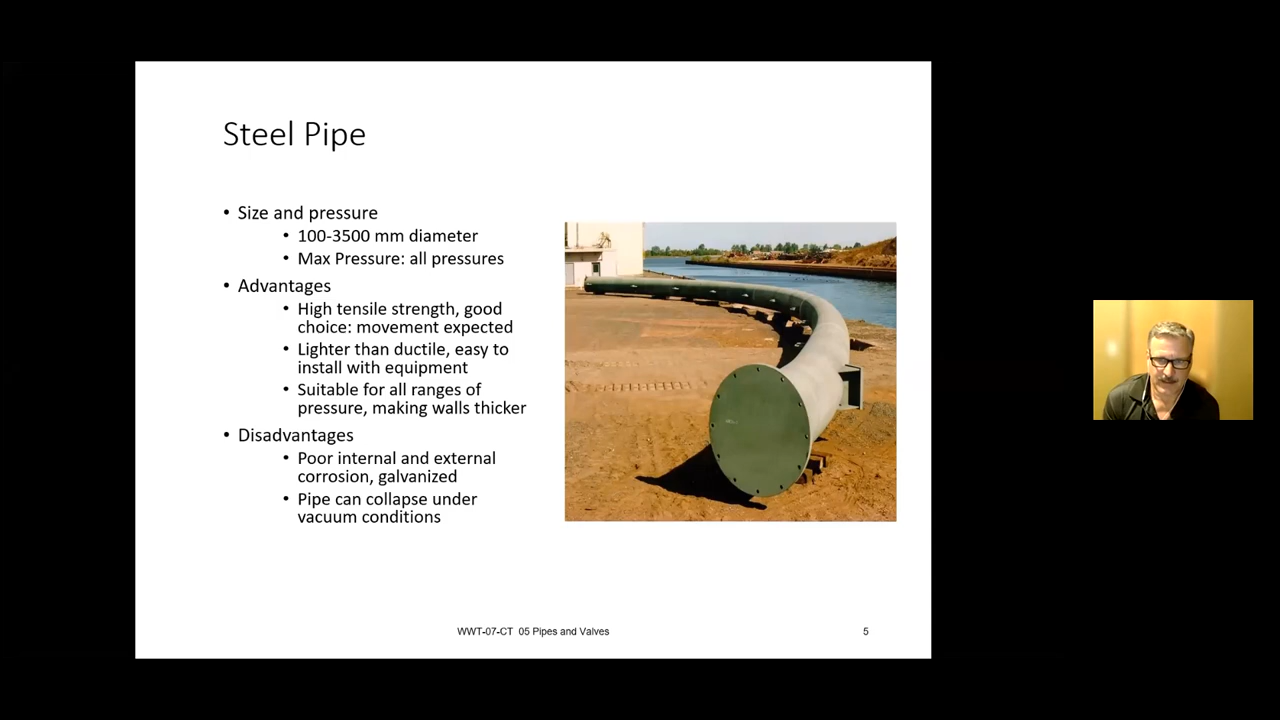 Steel Pipe
• Size and pressure
• 100-3500 mm diameter
• Max Pressure: all pressures
• Advantages
• High tensile strength, good
choice: movement expected
• Lighter than ductile, easy to
install with equipment
• Suitable for all ranges of
pressure, making walls thicker
• Disadvantages
• Poor internal and external
corrosion, galvanized
• Pipe can collapse under
vacuum conditions
WWT-07-CT 05 Pipes and Valves
5